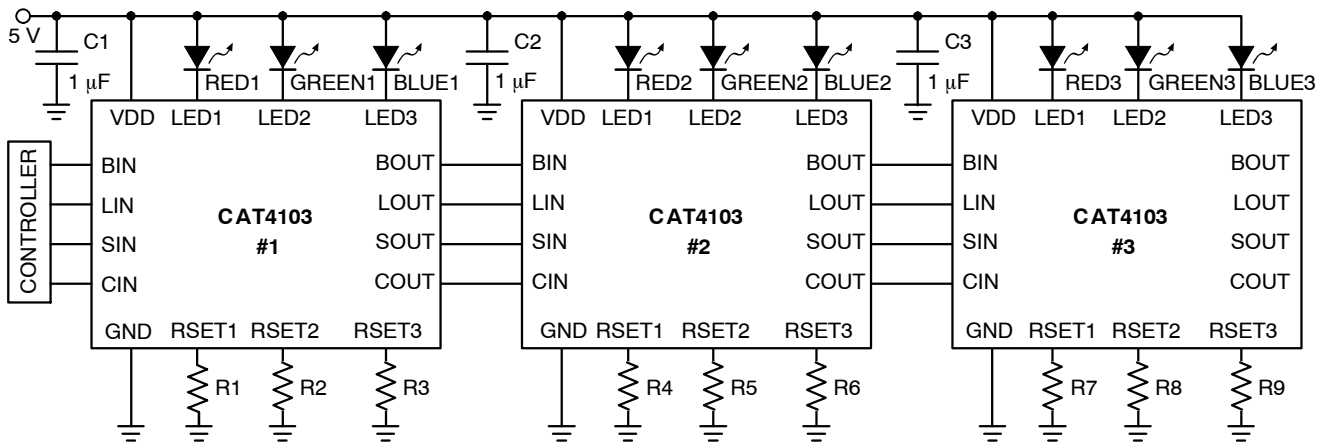 5 V
C1
1 μF
RED1
GREEN1
BLUE1
C2
1 μF
RED2
GREEN2
BLUE2
C3
1 μF
RED3
GREEN3
BLUE3
CONTROLLER
VDD LED1 LED2 LED3
BIN BOUT
LIN LOUT
CAT4103
#1
SIN SOUT
CIN COUT
GND RSET1 RSET2 RSET3
R1 R2 R3
VDD LED1 LED2 LED3
BIN BOUT
LIN LOUT
CAT4103
#2
SIN SOUT
CIN COUT
GND RSET1 RSET2 RSET3
R4 R5 R6
VDD LED1 LED2 LED3
BIN BOUT
LIN LOUT
CAT4103
#3
SIN SOUT
CIN COUT
GND RSET1 RSET2 RSET3
R7 R8 R9